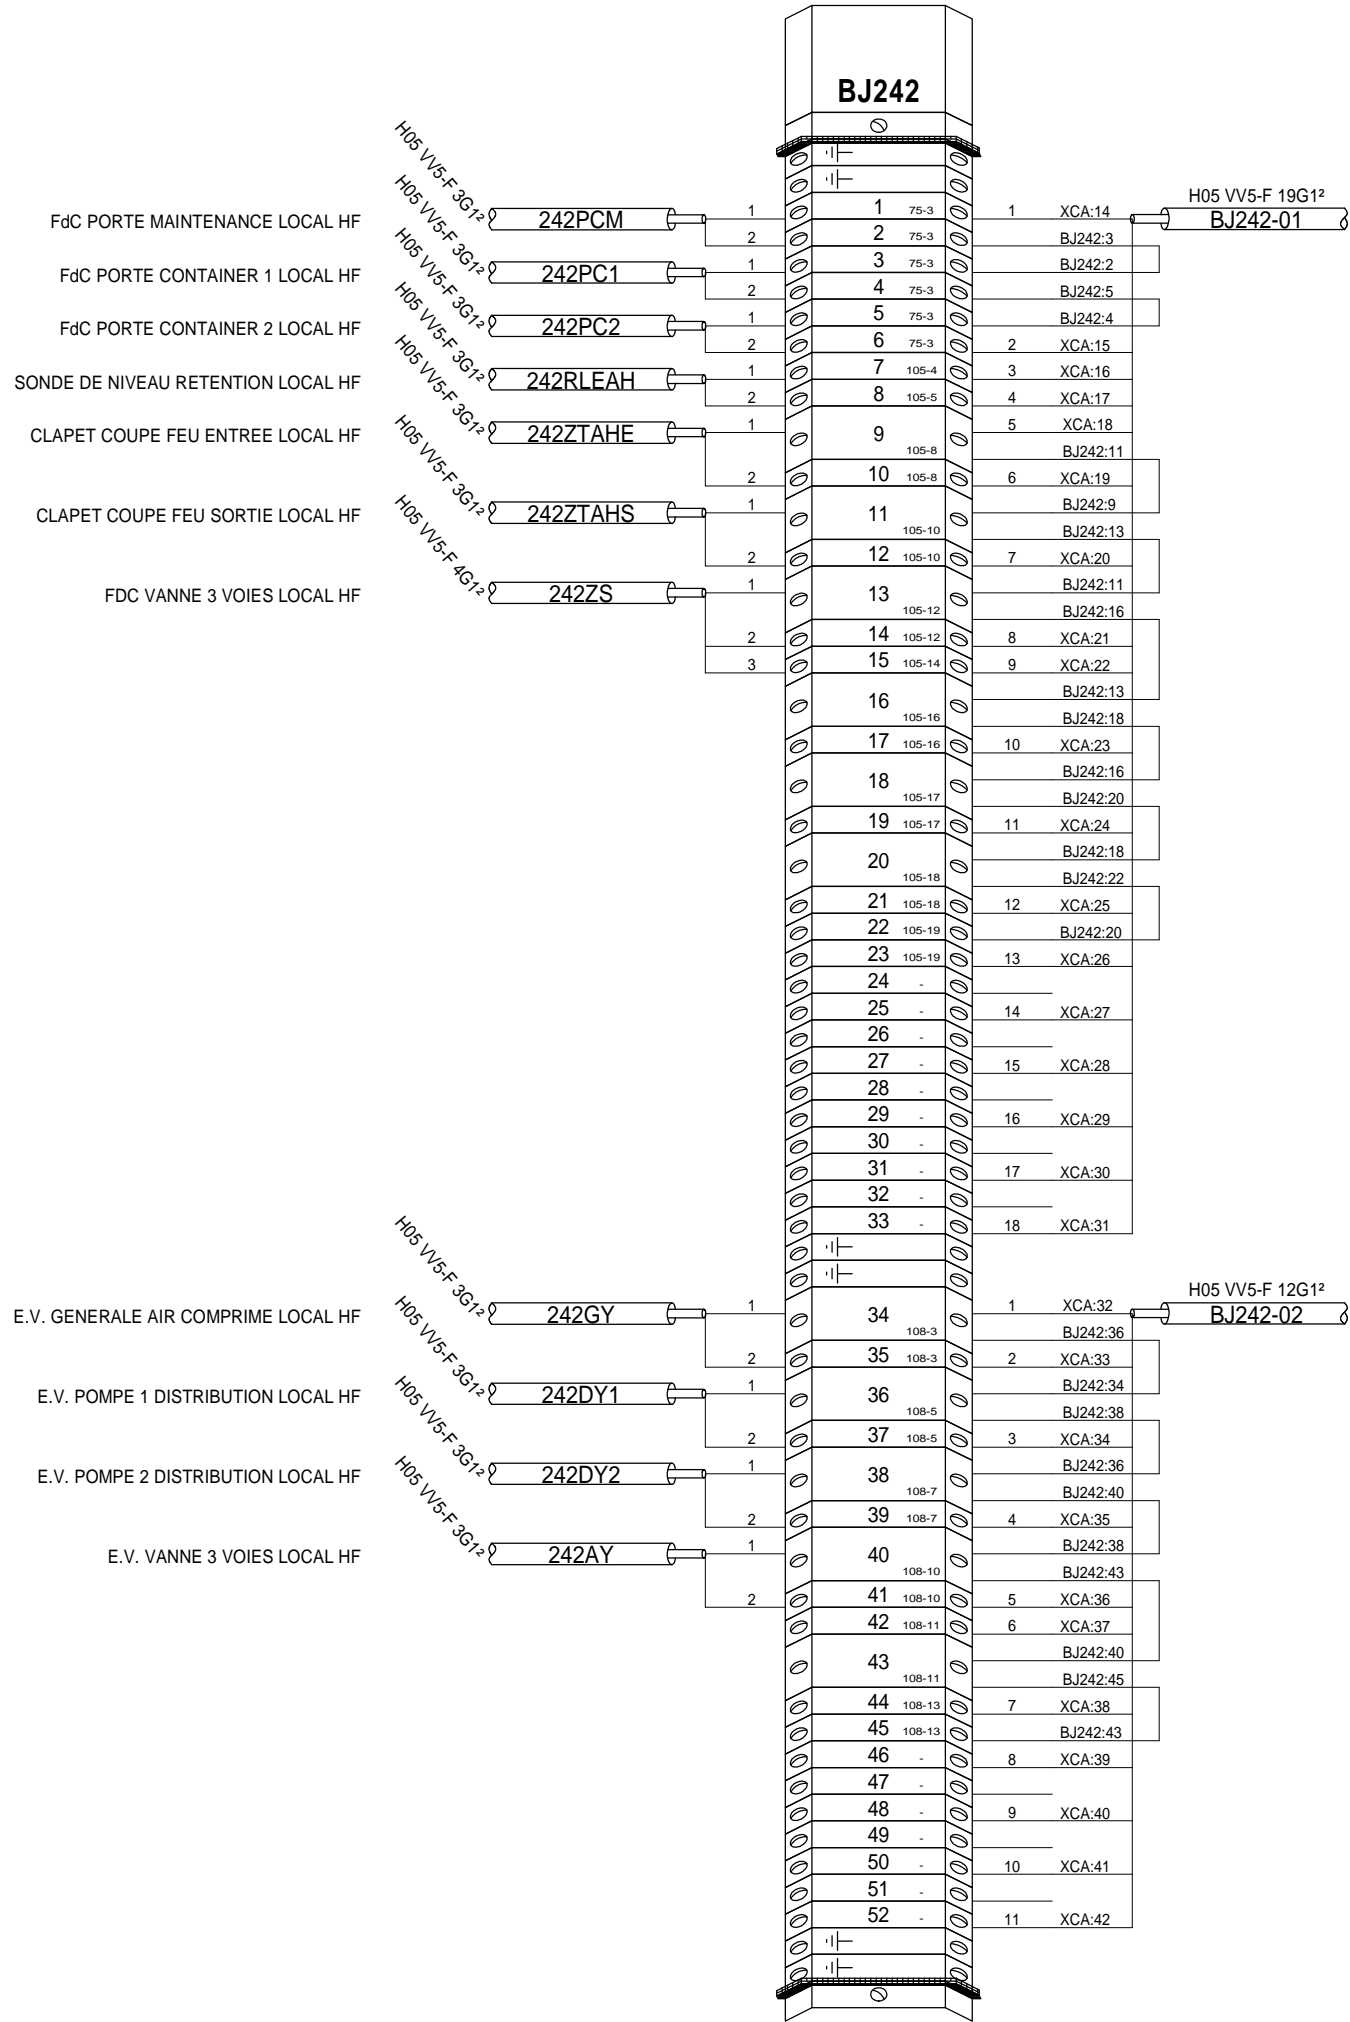 BJ242
H05 VV5-F 3G1²
FdC PORTE MAINTENANCE LOCAL HF 242PCM 1 1 75-3 1 XCA:14 H05 VV5-F 19G1² BJ242-01
2 2 75-3 BJ242:3
H05 VV5-F 3G1²
FdC PORTE CONTAINER 1 LOCAL HF 242PC1 1 3 75-3 BJ242:2
2 4 75-3 BJ242:5
H05 VV5-F 3G1²
FdC PORTE CONTAINER 2 LOCAL HF 242PC2 1 5 75-3 BJ242:4
2 6 75-3 2 XCA:15
H05 VV5-F 3G1²
SONDE DE NIVEAU RETENTION LOCAL HF 242RLEAH 1 7 105-4 3 XCA:16
2 8 105-5 4 XCA:17
H05 VV5-F 3G1²
CLAPET COUPE FEU ENTREE LOCAL HF 242ZTAHE 1 9 105-8 5 XCA:18
BJ242:11
2 10 105-8 6 XCA:19
H05 VV5-F 3G1²
CLAPET COUPE FEU SORTIE LOCAL HF 242ZTAHS 1 11 105-10 BJ242:9
BJ242:13
2 12 105-10 7 XCA:20
H05 VV5-F 4G1²
FDC VANNE 3 VOIES LOCAL HF 242ZS 1 13 105-12 BJ242:11
BJ242:16
2 14 105-12 8 XCA:21
3 15 105-14 9 XCA:22
16 105-16 BJ242:13
BJ242:18
17 105-16 10 XCA:23
18 105-17 BJ242:16
BJ242:20
19 105-17 11 XCA:24
20 105-18 BJ242:18
BJ242:22
21 105-18 12 XCA:25
22 105-19 BJ242:20
23 105-19 13 XCA:26
24 -
25 - 14 XCA:27
26 -
27 - 15 XCA:28
28 -
29 - 16 XCA:29
30 -
31 - 17 XCA:30
32 -
33 - 18 XCA:31
H05 VV5-F 3G1²
E.V. GENERALE AIR COMPRIME LOCAL HF 242GY 1 34 108-3 1 XCA:32 H05 VV5-F 12G1² BJ242-02
BJ242:36
2 35 108-3 2 XCA:33
H05 VV5-F 3G1²
E.V. POMPE 1 DISTRIBUTION LOCAL HF 242DY1 1 36 108-5 BJ242:34
BJ242:38
2 37 108-5 3 XCA:34
H05 VV5-F 3G1²
E.V. POMPE 2 DISTRIBUTION LOCAL HF 242DY2 1 38 108-7 BJ242:36
BJ242:40
2 39 108-7 4 XCA:35
H05 VV5-F 3G1²
E.V. VANNE 3 VOIES LOCAL HF 242AY 1 40 108-10 BJ242:38
BJ242:43
2 41 108-10 5 XCA:36
42 108-11 6 XCA:37
43 108-11 BJ242:40
BJ242:45
44 108-13 7 XCA:38
45 108-13 BJ242:43
46 - 8 XCA:39
47 -
48 - 9 XCA:40
49 -
50 - 10 XCA:41
51 -
52 - 11 XCA:42